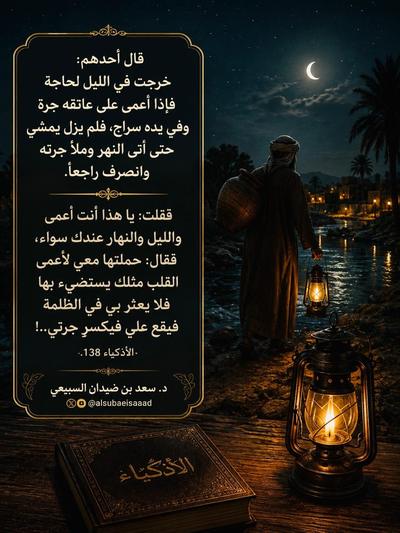 قال أحدهم:
خرجت في الليل لحاجة
فإذا أعمى على عاتقه جرة
وفي يده سراج، فلم يزل يمشي
حتى أتى النهر وملأ جرته
وانصرف راجعاً.
فقلت: يا هذا أنت أعمى
والليل والنهار عندك سواء،
فقال: حملتها معي لأعمى
القلب مثلك يستضيء بها
فلا يعثر بي في الظلمة
فيقع علي فيكسر جرتي..!
•الأذكياء 138•
د. سعد بن ضيدان السبيعي
@alsubaeisaaad
الأذكياء